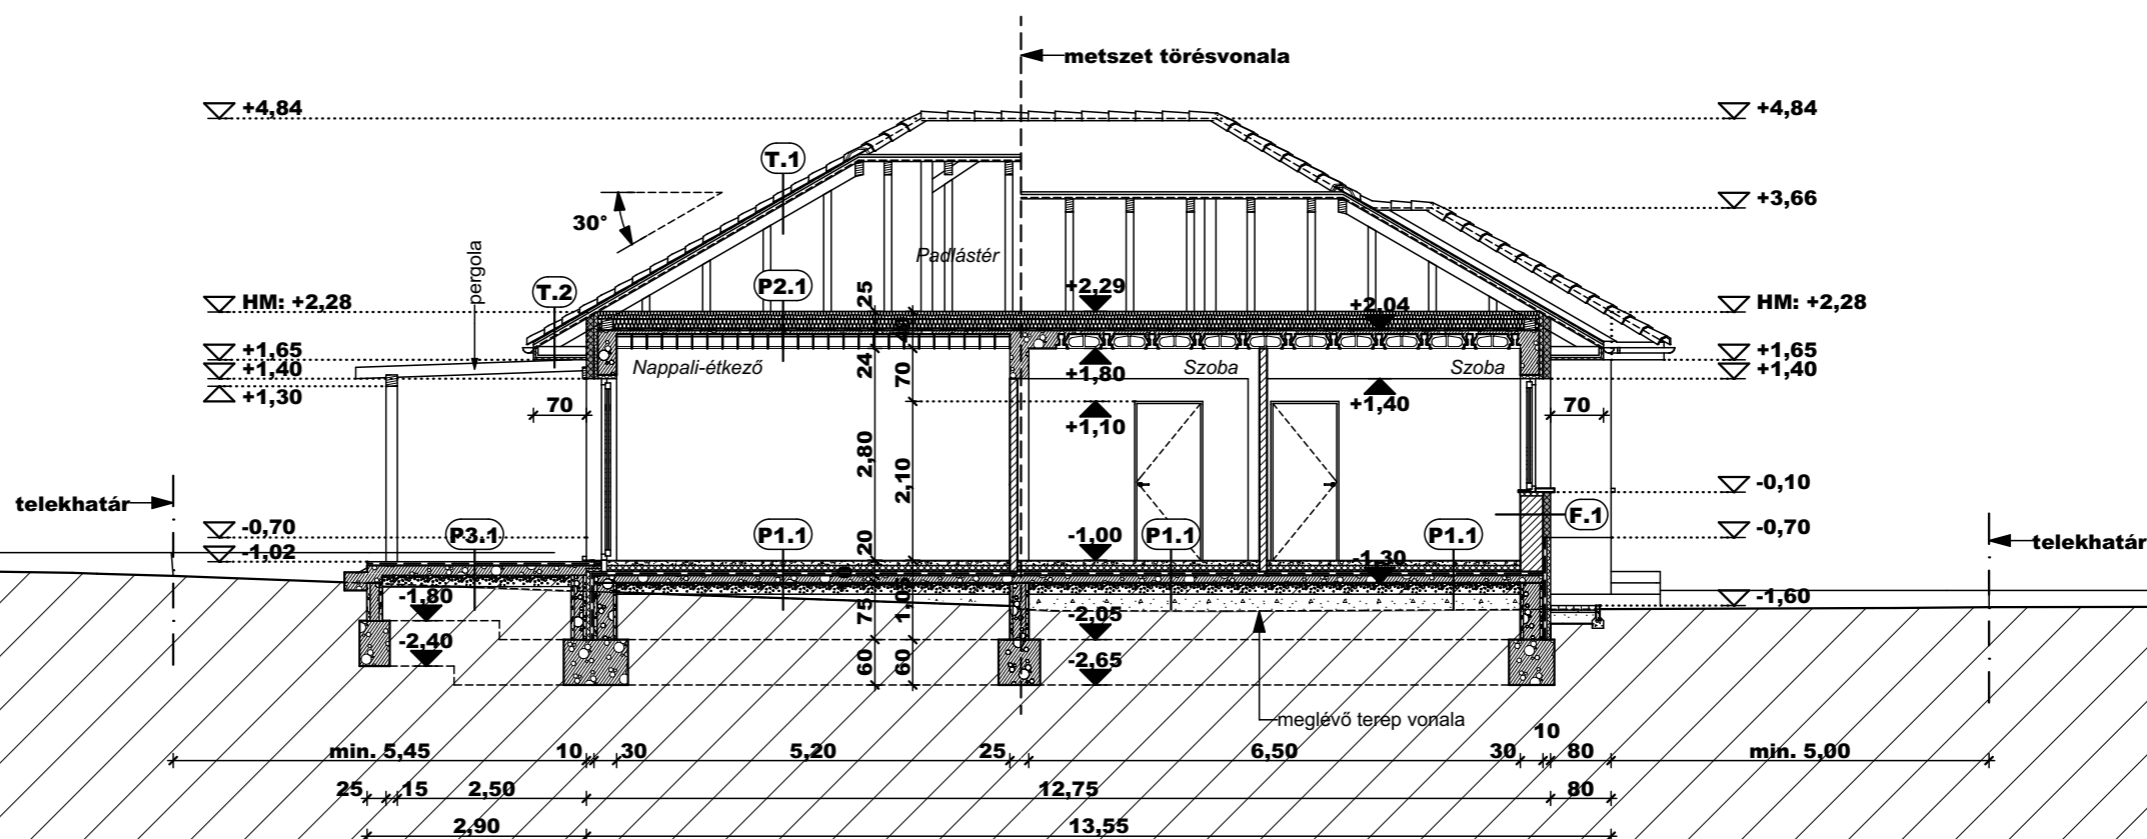 metszet törésvonala
+4,84
+4,84
T.1
+3,66
30°
Padlástér
pergola
T.2
P2.1
25
+2,29
+2,04
HM: +2,28
HM: +2,28
+1,65
+1,65
+1,40
+1,40
+1,30
Nappali-étkező
24
70
+1,80
Szoba
Szoba
+1,40
70
70
+1,10
2,80
2,10
telekhatár
-0,10
-0,70
P3.1
P1.1
20
-1,00
P1.1
P1.1
F.1
-0,70
telekhatár
-1,02
-1,30
-1,80
75
-2,05
-1,60
-2,40
60
60
-2,65
meglévő terep vonala
min. 5,45
10
30
5,20
25
6,50
30
10
80
min. 5,00
25
15
2,50
12,75
80
2,90
13,55